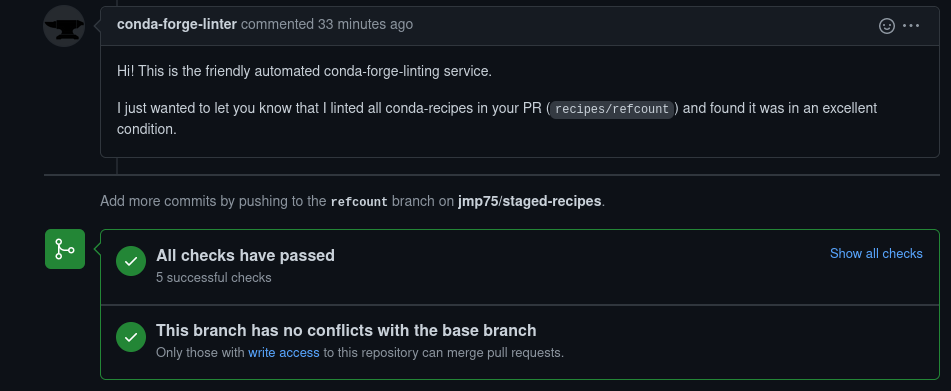 conda-forge-linter commented 33 minutes ago
Hi! This is the friendly automated conda-forge-linting service.
I just wanted to let you know that I linted all conda-recipes in your PR (recipes/refcount) and found it was in an excellent
condition.
Add more commits by pushing to the refcount branch on jmp75/staged-recipes.
All checks have passed
Show all checks
5 successful checks
This branch has no conflicts with the base branch
Only those with write access to this repository can merge pull requests.